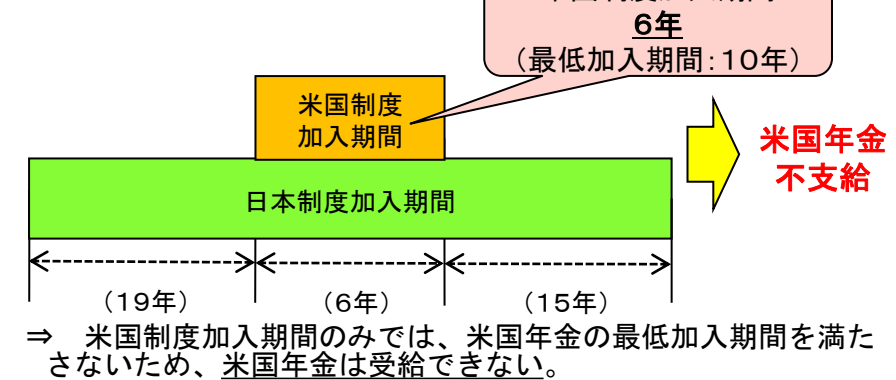 6年
（最低加入期間：10年）
米国制度
加入期間
米国年金
不支給
日本制度加入期間
（19年）
（6年）
（15年）
⇒　米国制度加入期間のみでは、米国年金の最低加入期間を満た
さないため、米国年金は受給できない。